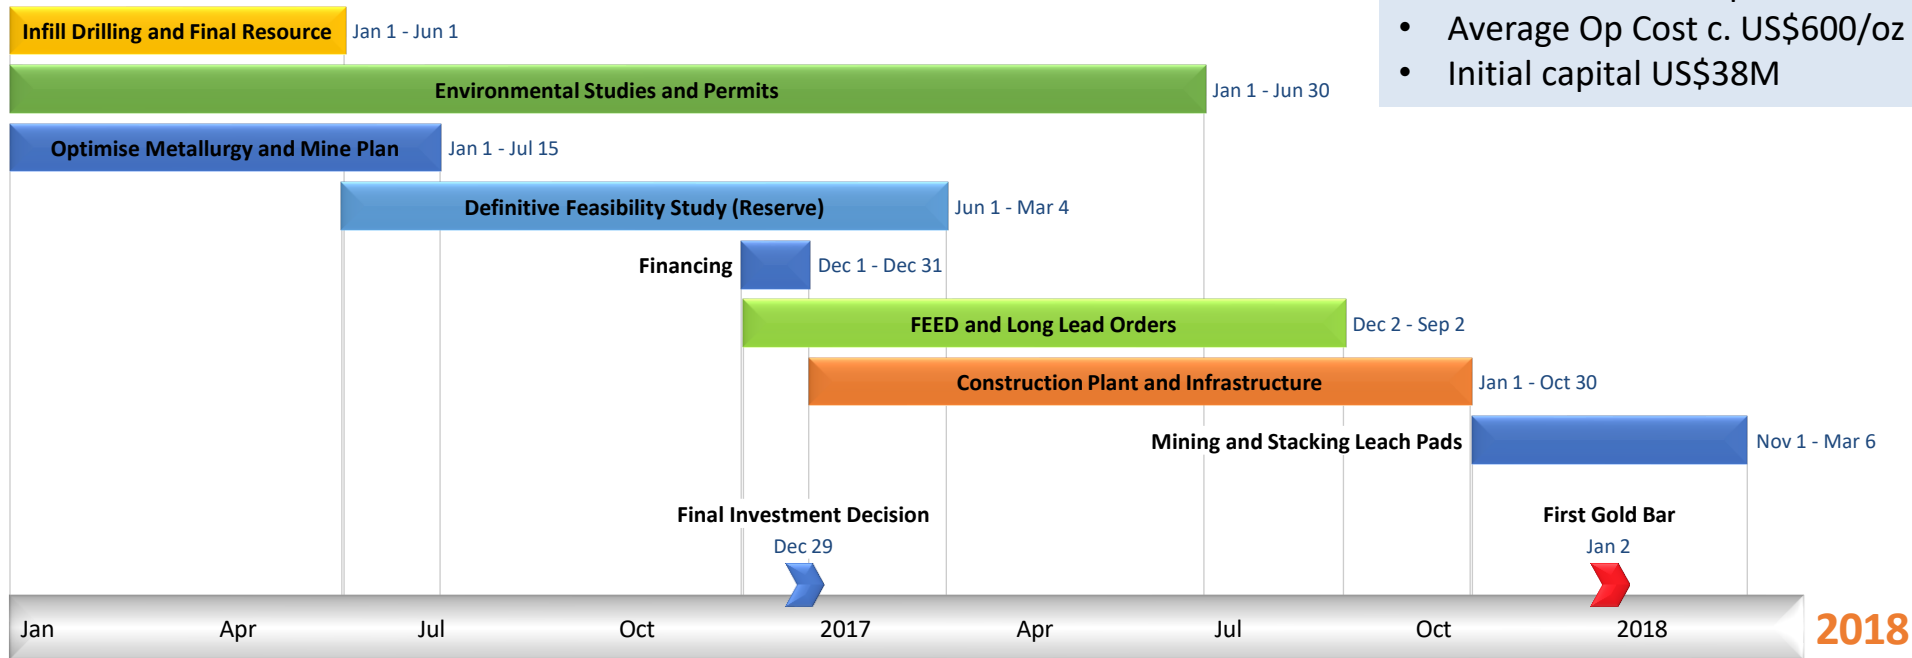 Infill Drilling and Final Resource Jan 1 - Jun 1
• Average Op Cost c. US$600/oz
• Initial capital US$38M
Environmental Studies and Permits Jan 1 - Jun 30
Optimise Metallurgy and Mine Plan Jan 1 - Jul 15
Definitive Feasibility Study (Reserve) Jun 1 - Mar 4
Financing Dec 1 - Dec 31
FEED and Long Lead Orders Dec 2 - Sep 2
Construction Plant and Infrastructure Jan 1 - Oct 30
Mining and Stacking Leach Pads Nov 1 - Mar 6
Final Investment Decision First Gold Bar
Dec 29 Jan 2
Jan Apr Jul Oct 2017 Apr Jul Oct 2018 2018